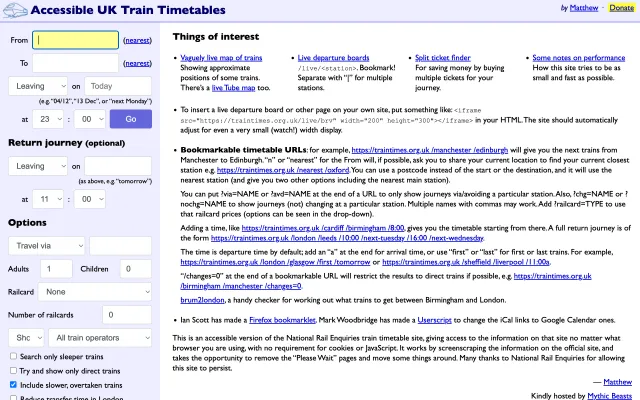 Accessible UK Train Timetables
by Matthew · Donate
From (nearest)
To (nearest)
Leaving on Today
(e.g. "04/12", "13 Dec", or "next Monday")
at 23 : 00 Go
Return journey (optional)
Leaving on
(as above, e.g. "tomorrow")
at 11 : 00
Options
Travel via
Adults 1 Children 0
Railcard None
Number of railcards 0
Shc All train operators
Search only sleeper trains
Try and show only direct trains
Include slower, overtaken trains
Reduce transfer time in London
Things of interest
• Vaguely live map of trains
Showing approximate
positions of some trains.
There's a live Tube map too.
• Live departure boards
/live/<station>. Bookmark!
Separate with "|" for multiple
stations.
• Split ticket finder
For saving money by buying
multiple tickets for your
journey.
• Some notes on performance
How this site tries to be as
small and fast as possible.
• To insert a live departure board or other page on your own site, put something like: <iframe
src="https://traintimes.org.uk/live/brv" width="200" height="300"></iframe> in your HTML. The site should automatically
adjust for even a very small (watch!) width display.
• Bookmarkable timetable URLs: for example, https://traintimes.org.uk/manchester/edinburgh will give you the next trains from
Manchester to Edinburgh. "n" or "nearest" for the From will, if possible, ask you to share your current location to find your current closest
station e.g. https://traintimes.org.uk/nearest/oxford. You can use a postcode instead of the start or the destination, and it will use the
nearest station (and give you two other options including the nearest main station).
You can put ?via=NAME or ?avd=NAME at the end of a URL to only show journeys via/avoiding a particular station. Also, ?chg=NAME or ?
nochg=NAME to show journeys (not) changing at a particular station. Multiple names with commas may work. Add ?railcard=TYPE to use
that railcard prices (options can be seen in the drop-down).
Adding a time, like https://traintimes.org.uk/cardiff/birmingham/8:00, gives you the timetable starting from there. A full return journey is of
the form https://traintimes.org.uk/london/leeds/10:00/next-tuesday/16:00/next-wednesday.
The time is departure time by default; add an "a" at the end for arrival time, or use "first" or "last" for first or last trains. For example,
https://traintimes.org.uk/london/glasgow/first/tomorrow or https://traintimes.org.uk/sheffield/liverpool/11:00a.
"/changes=0" at the end of a bookmarkable URL will restrict the results to direct trains if possible, e.g. https://traintimes.org.uk
/birmingham/manchester/changes=0.
brum2london, a handy checker for working out what trains to get between Birmingham and London.
• Ian Scott has made a Firefox bookmarklet, Mark Woodbridge has made a Userscript to change the iCal links to Google Calendar ones.
This is an accessible version of the National Rail Enquiries train timetable site, giving access to the information on that site no matter what
browser you are using, with no requirement for cookies or JavaScript. It works by screenscraping the information on the official site, and
takes the opportunity to remove the "Please Wait" pages and move some things around. Many thanks to National Rail Enquiries for allowing
this site to persist.
— Matthew
Kindly hosted by Mythic Beasts